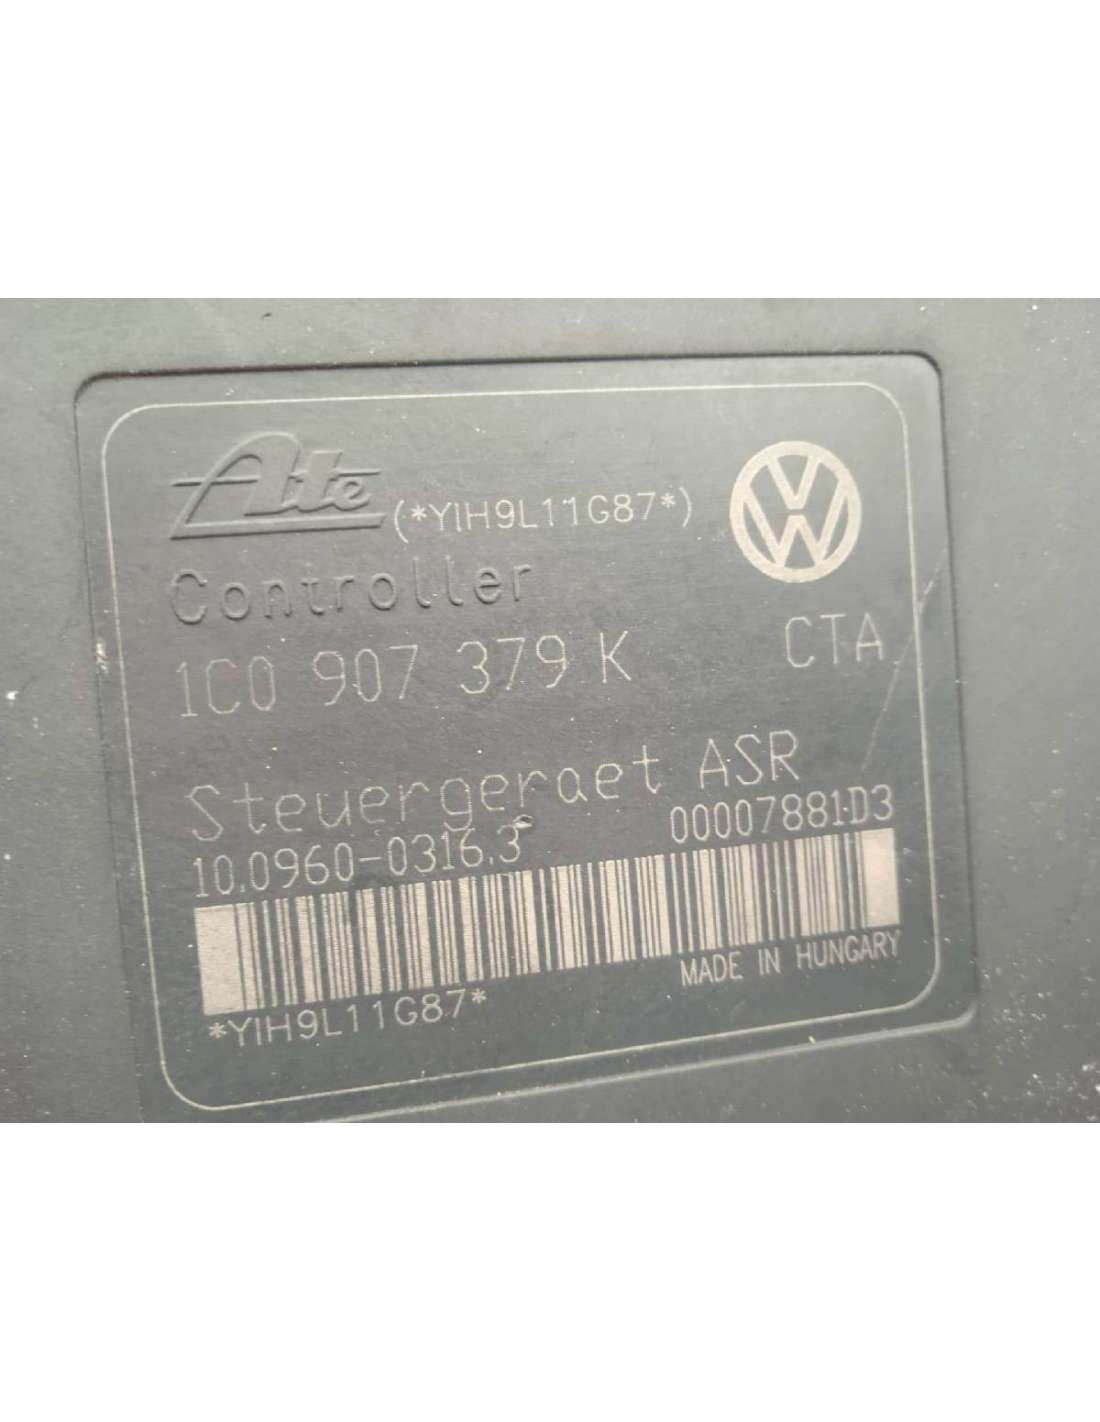 Ate (*YIH9L11G87*)
Controller
1C0 907 379 K CTA
Steuergeraet ASR
10.0960-0316.3 00007881D3
MADE IN HUNGARY
*YIH9L11G87*